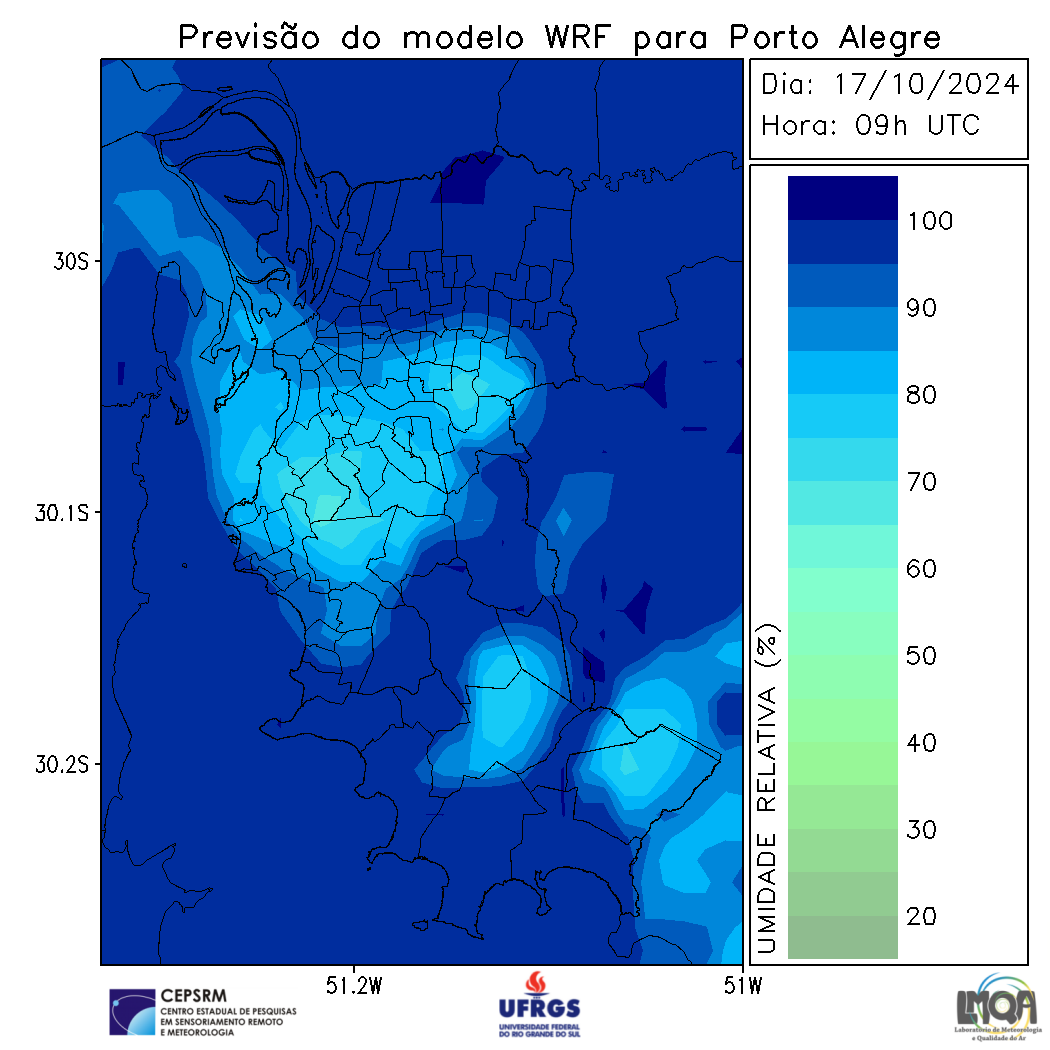 Previsão do modelo WRF para Porto Alegre
Dia: 17/10/2024
Hora: 09h UTC
100
90
80
70
60
50
40
30
20
UMIDADE RELATIVA (%)
30S
30.1S
30.2S
51.2W
51W
CEPSRM
CENTRO ESTADUAL DE PESQUISAS
EM SENSORIAMENTO REMOTO
E METEOROLOGIA
UFRGS
UNIVERSIDADE FEDERAL
DO RIO GRANDE DO SUL
LMQA
Laboratório de Meteorologia
e Qualidade do Ar